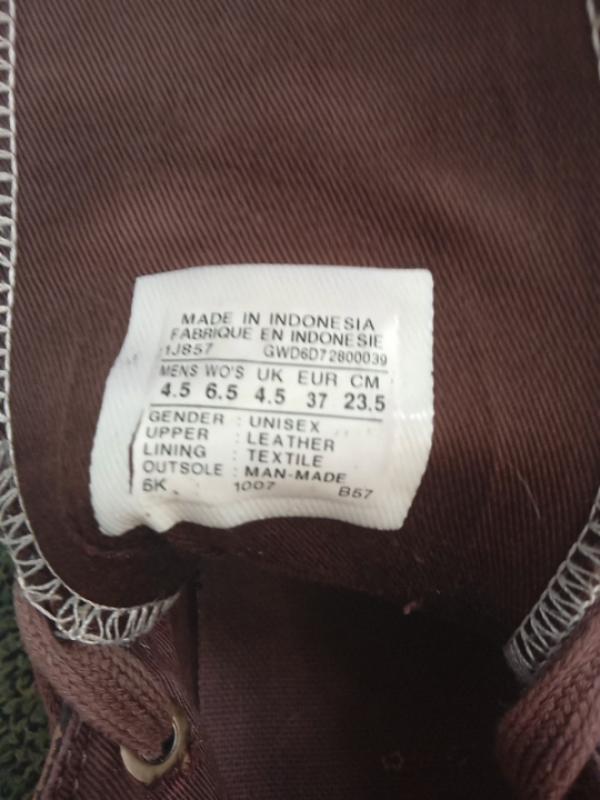 MADE IN INDONESIA
FABRIQUE EN INDONESIE
1J857 GWD6D72800039
MENS WO'S UK EUR CM
4.5 6.5 4.5 37 23.5
GENDER : UNISEX
UPPER : LEATHER
LINING : TEXTILE
OUTSOLE : MAN-MADE
6K 1007 B57